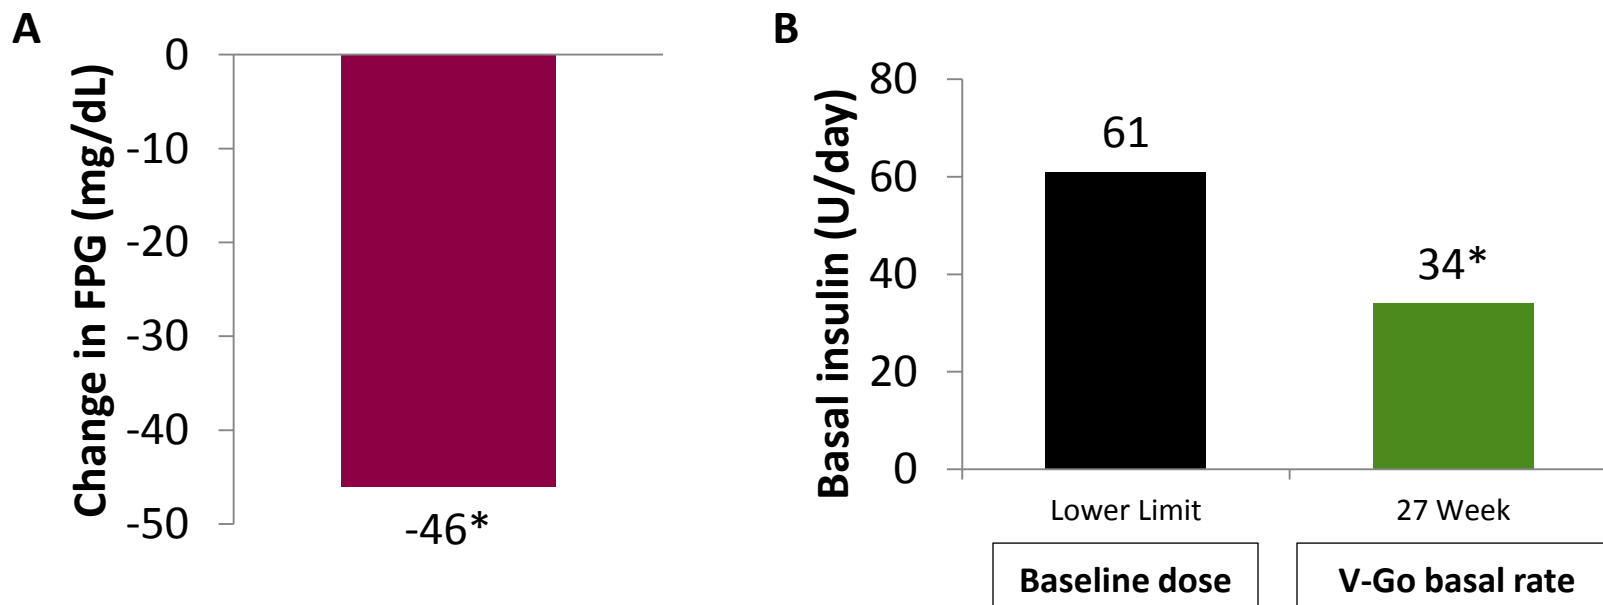 A
Change in FPG (mg/dL)
0
-10
-20
-30
-40
-50
-46*
B
Basal insulin (U/day)
80
60
40
20
0
61
34*
Lower Limit
27 Week
Baseline dose
V-Go basal rate